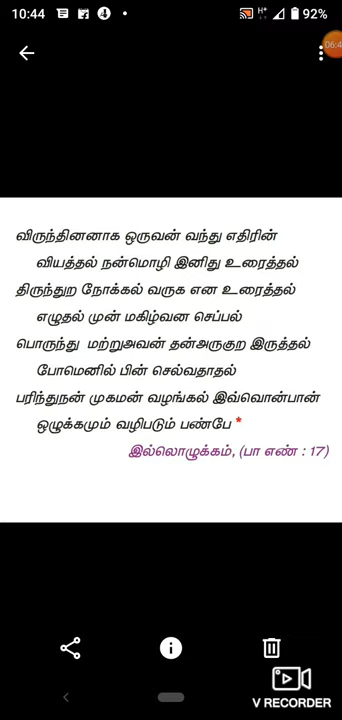 10:44
H+
92%
06:4
விருந்தினனாக ஒருவன் வந்து எதிரின்
வியத்தல் நன்மொழி இனிது உரைத்தல்
திருந்துற நோக்கல் வருக என உரைத்தல்
எழுதல் முன் மகிழ்வன செப்பல்
பொருந்து மற்றுஅவன் தன்அருகுற இருத்தல்
போமெனில் பின் செல்வதாதல்
பரிந்துநன் முகமன் வழங்கல் இவ்வொன்பான்
ஒழுக்கமும் வழிபடும் பண்பே *
இல்லொழுக்கம், (பா எண் : 17)
V RECORDER